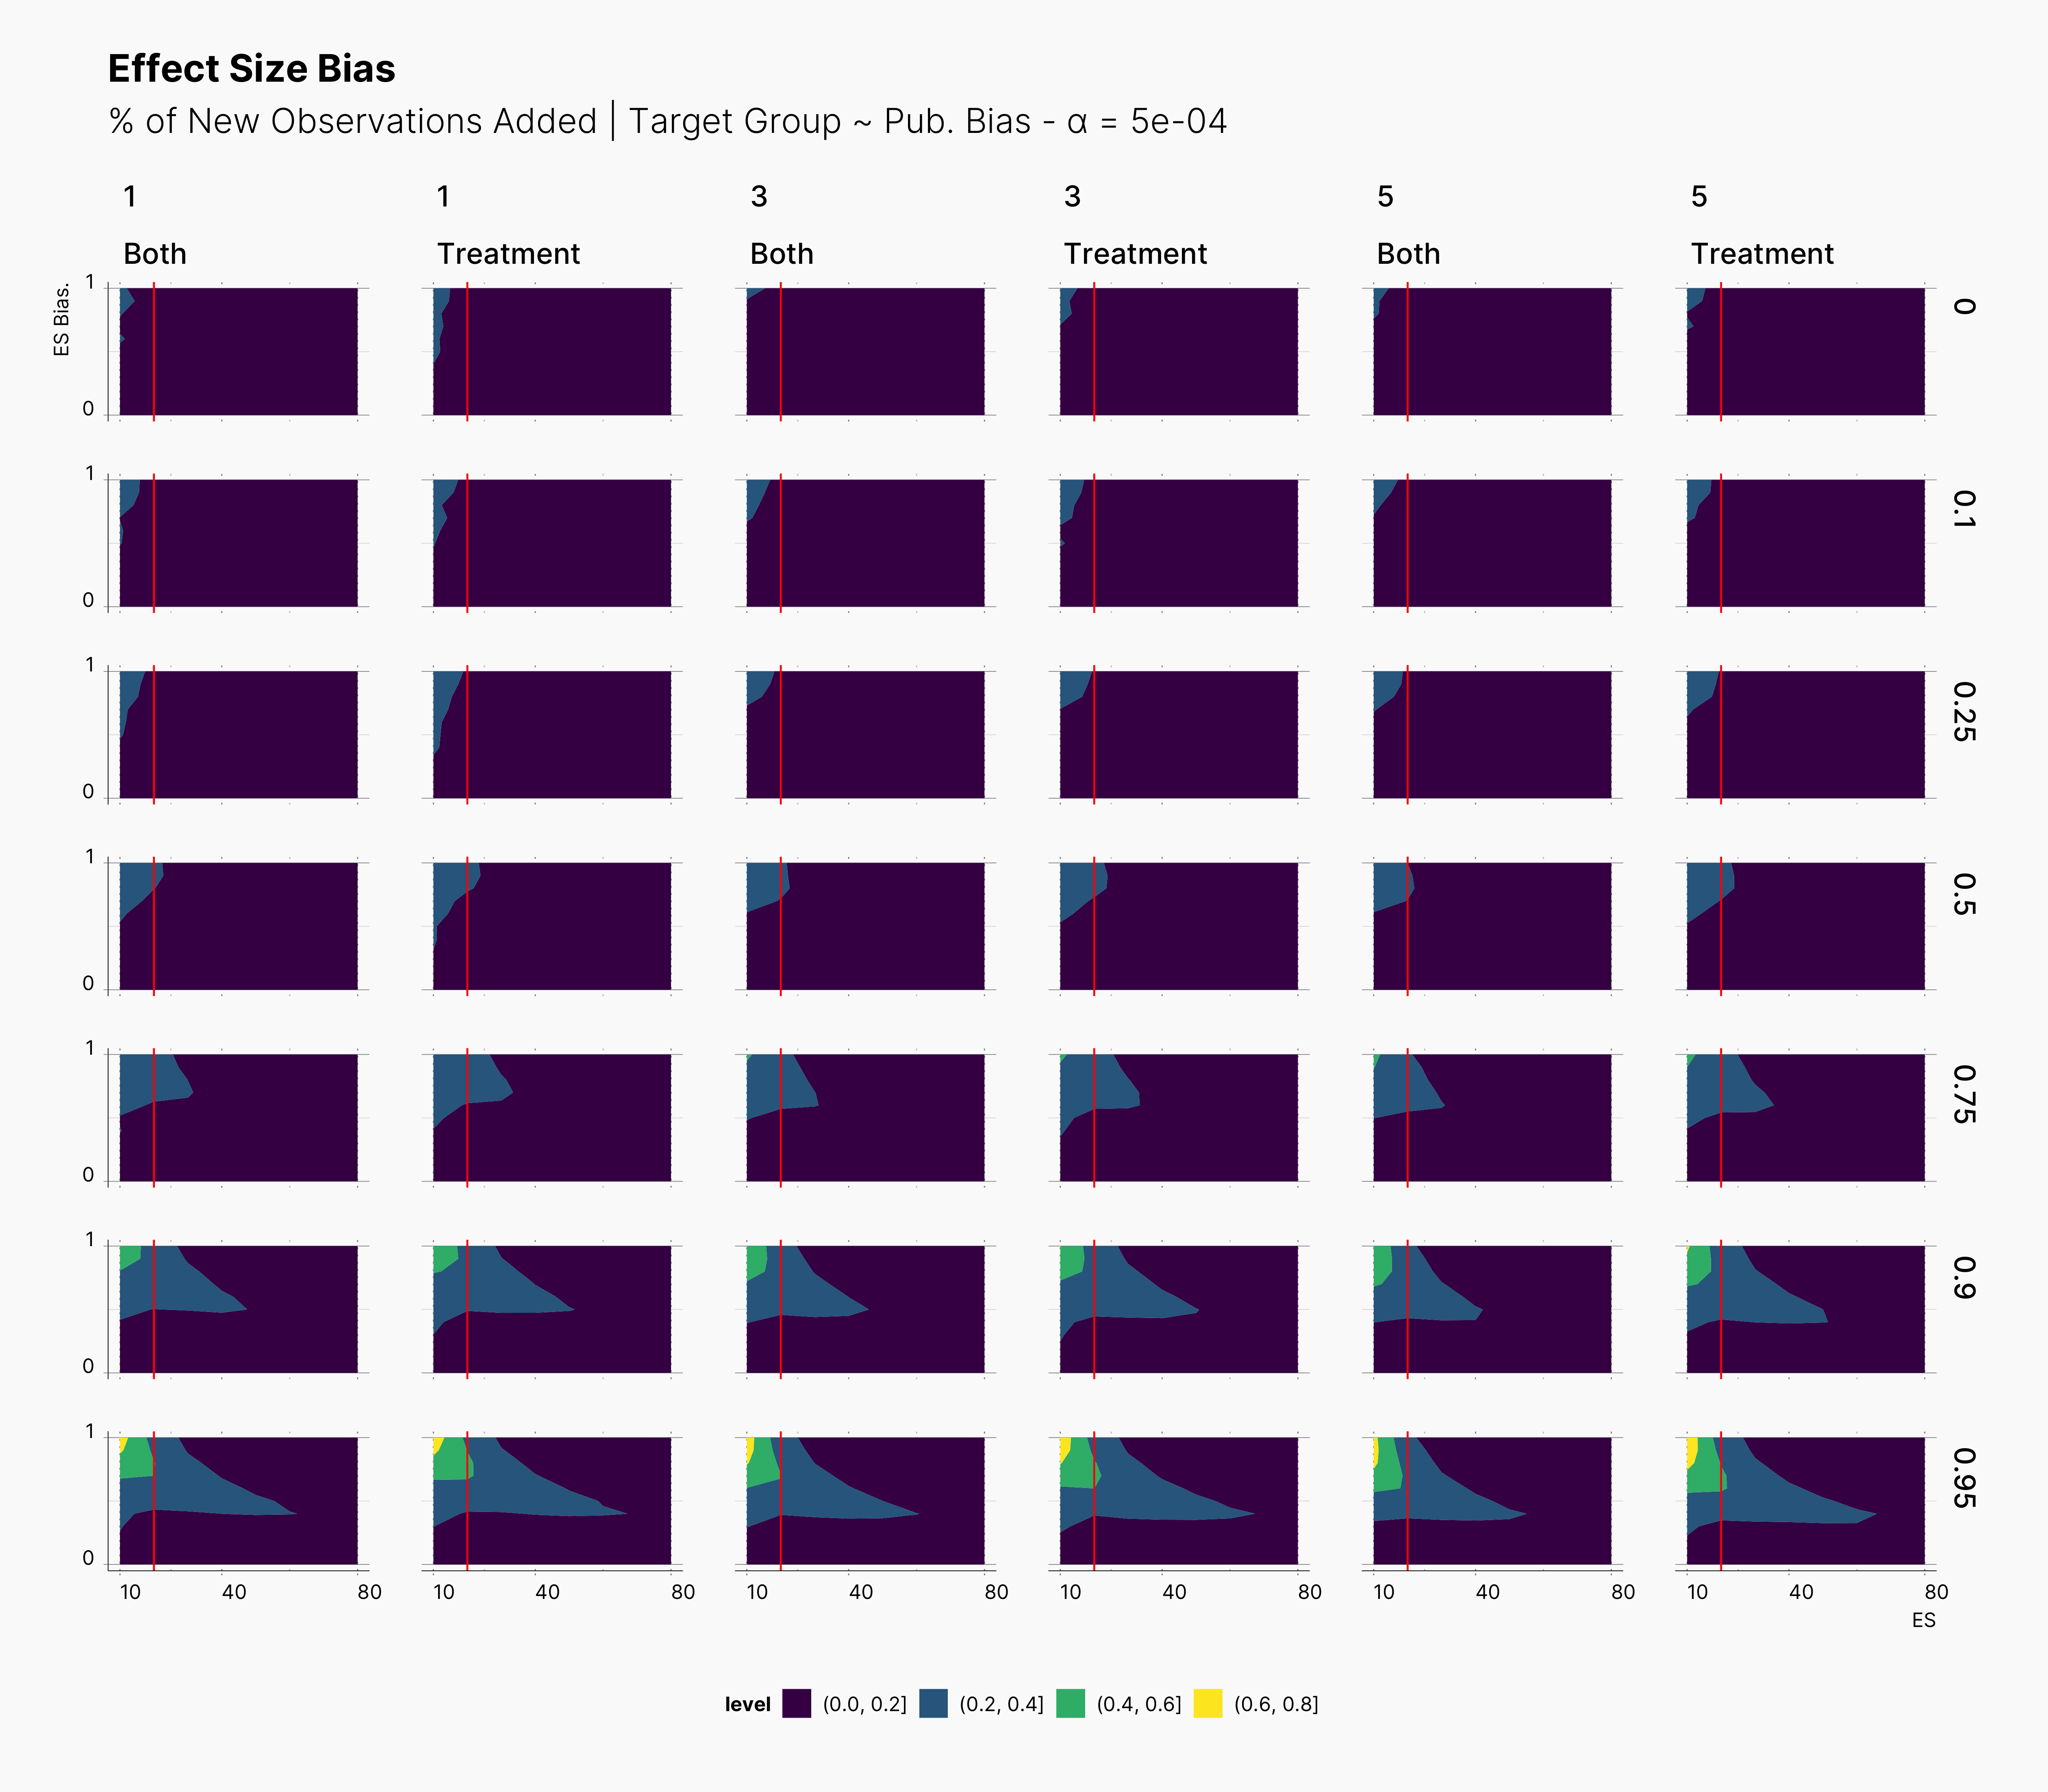 Effect Size Bias
% of New Observations Added | Target Group ~ Pub. Bias - α = 5e-04
1 1 3 3 5 5
Both Treatment Both Treatment Both Treatment
ES Bias.
1
0
0
1
0
0.1
1
0
0.25
1
0
0.5
1
0
0.75
1
0
0.9
1
0
0.95
10 40 80 10 40 80 10 40 80 10 40 80 10 40 80 10 40 80
ES
level (0.0, 0.2] (0.2, 0.4] (0.4, 0.6] (0.6, 0.8]